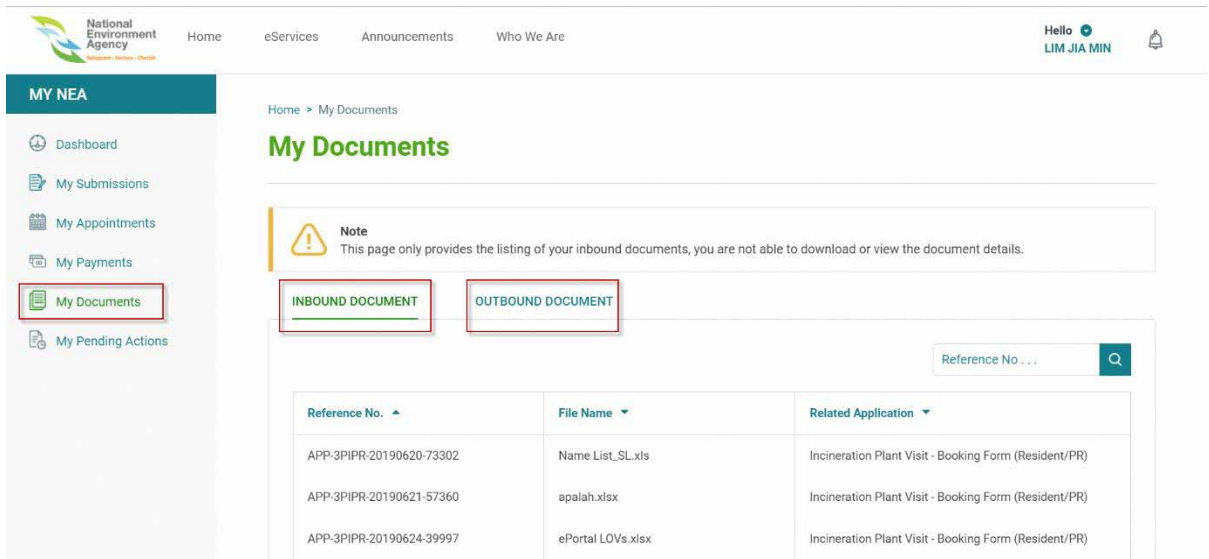 National
Environment
Agency
Safeguard · Nurture · Cherish
Home
eServices
Announcements
Who We Are
Hello
LIM JIA MIN
MY NEA
Dashboard
My Submissions
My Appointments
My Payments
My Documents
My Pending Actions
Home > My Documents
My Documents
Note
This page only provides the listing of your inbound documents, you are not able to download or view the document details.
INBOUND DOCUMENT
OUTBOUND DOCUMENT
Reference No . . .
Reference No. File Name Related Application
APP-3PIPR-20190620-73302 Name List_SL.xls Incineration Plant Visit - Booking Form (Resident/PR)
APP-3PIPR-20190621-57360 apalah.xlsx Incineration Plant Visit - Booking Form (Resident/PR)
APP-3PIPR-20190624-39997 ePortal LOVs.xlsx Incineration Plant Visit - Booking Form (Resident/PR)